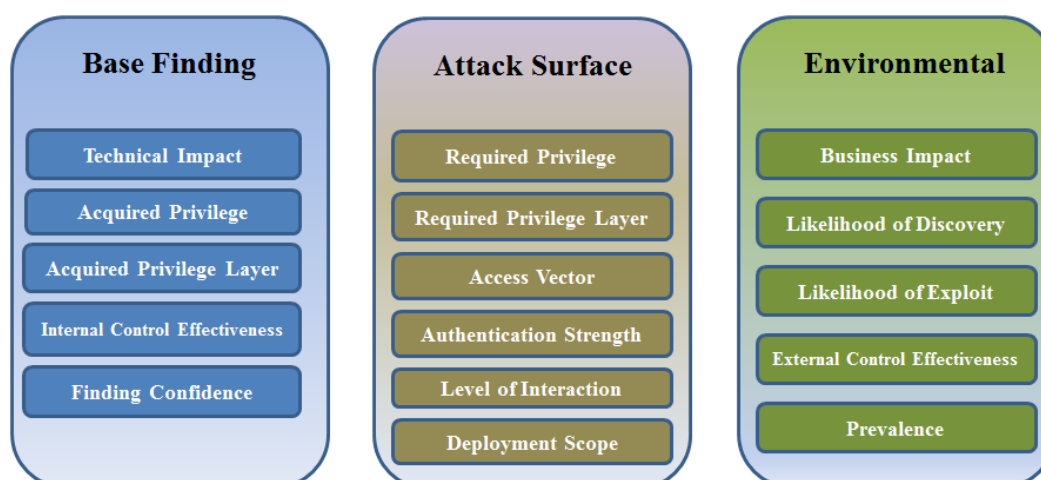 Base Finding
Technical Impact
Acquired Privilege
Acquired Privilege Layer
Internal Control Effectiveness
Finding Confidence
Attack Surface
Required Privilege
Required Privilege Layer
Access Vector
Authentication Strength
Level of Interaction
Deployment Scope
Environmental
Business Impact
Likelihood of Discovery
Likelihood of Exploit
External Control Effectiveness
Prevalence